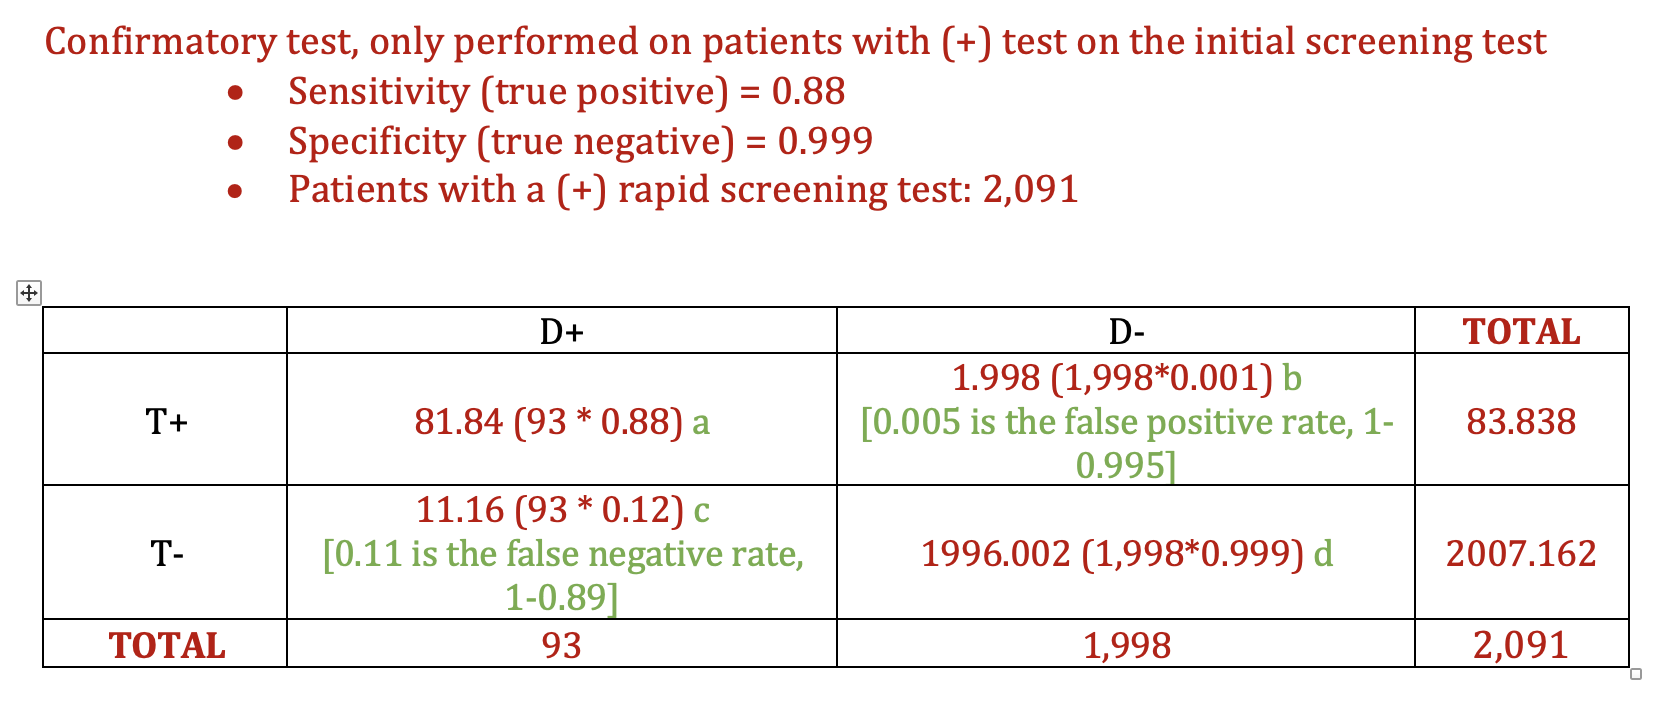 Confirmatory test, only performed on patients with (+) test on the initial screening test
• Sensitivity (true positive) = 0.88
• Specificity (true negative) = 0.999
• Patients with a (+) rapid screening test: 2,091
D+ D- TOTAL
T+ 81.84 (93 * 0.88) a 1.998 (1,998*0.001) b
[0.005 is the false positive rate, 1-
0.995] 83.838
T- 11.16 (93 * 0.12) c
[0.11 is the false negative rate,
1-0.89] 1996.002 (1,998*0.999) d 2007.162
TOTAL 93 1,998 2,091